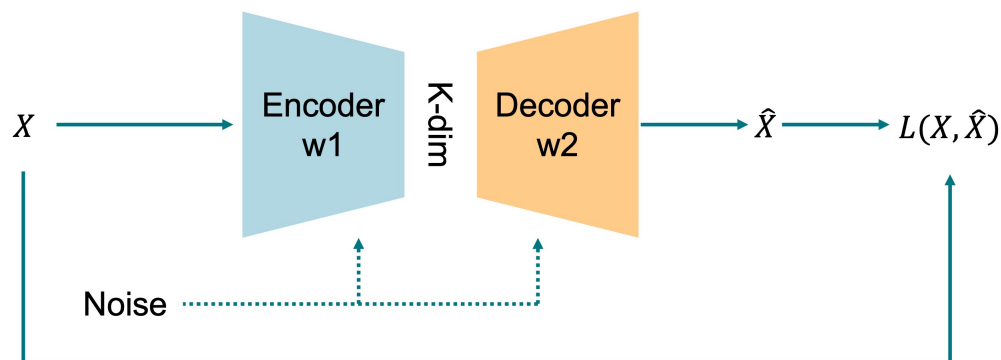 X
Encoder
w1
K-dim
Decoder
w2
X̂
L(X, X̂)
Noise